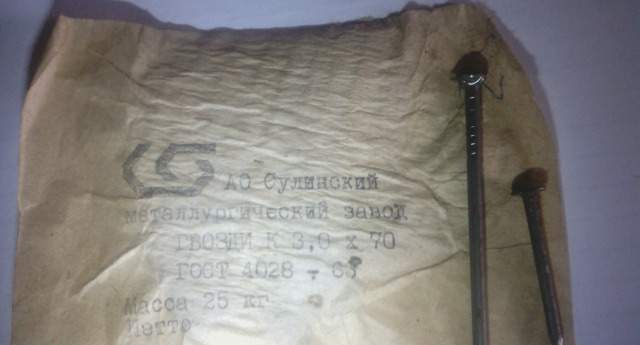 АО Сулинский
металлургический завод
ГВОЗДИ К 3,0 х 70
ГОСТ 4028 - 63
Масса 25 кг
Нетто